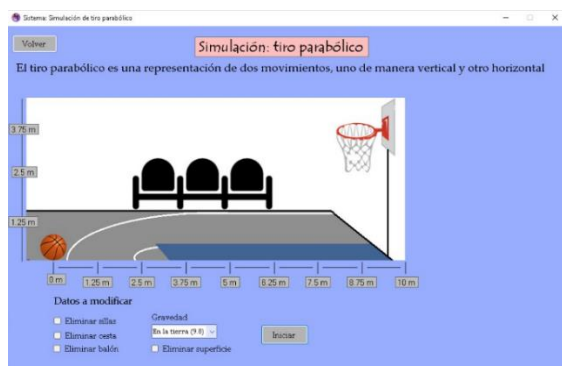 Sistema: Simulación de tiro parabólico
Volver
Simulación: tiro parabólico
El tiro parabólico es una representación de dos movimientos, uno de manera vertical y otro horizontal
3.75 m
2.5 m
1.25 m
0 m 1.25 m 2.5 m 3.75 m 5 m 6.25 m 7.5 m 8.75 m 10 m
Datos a modificar
Eliminar sillas
Eliminar cesta
Eliminar balón
Gravedad
En la tierra (9.8)
Eliminar superficie
Iniciar